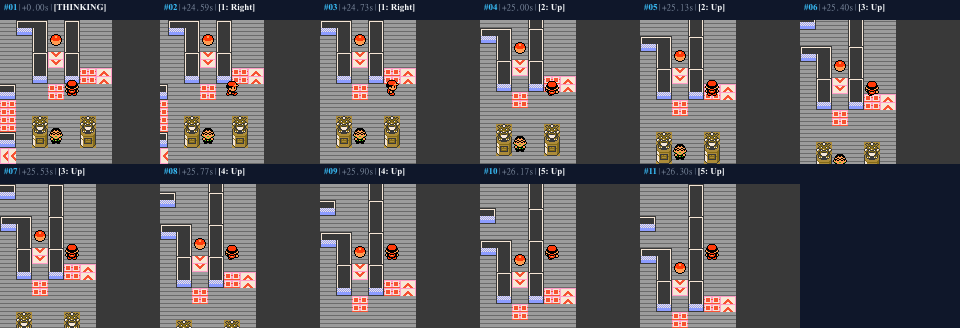 #01|+0.00s|[THINKING]
#02|+24.59s|[1: Right]
#03|+24.73s|[1: Right]
#04|+25.00s|[2: Up]
#05|+25.13s|[2: Up]
#06|+25.40s|[3: Up]
#07|+25.53s|[3: Up]
#08|+25.77s|[4: Up]
#09|+25.90s|[4: Up]
#10|+26.17s|[5: Up]
#11|+26.30s|[5: Up]